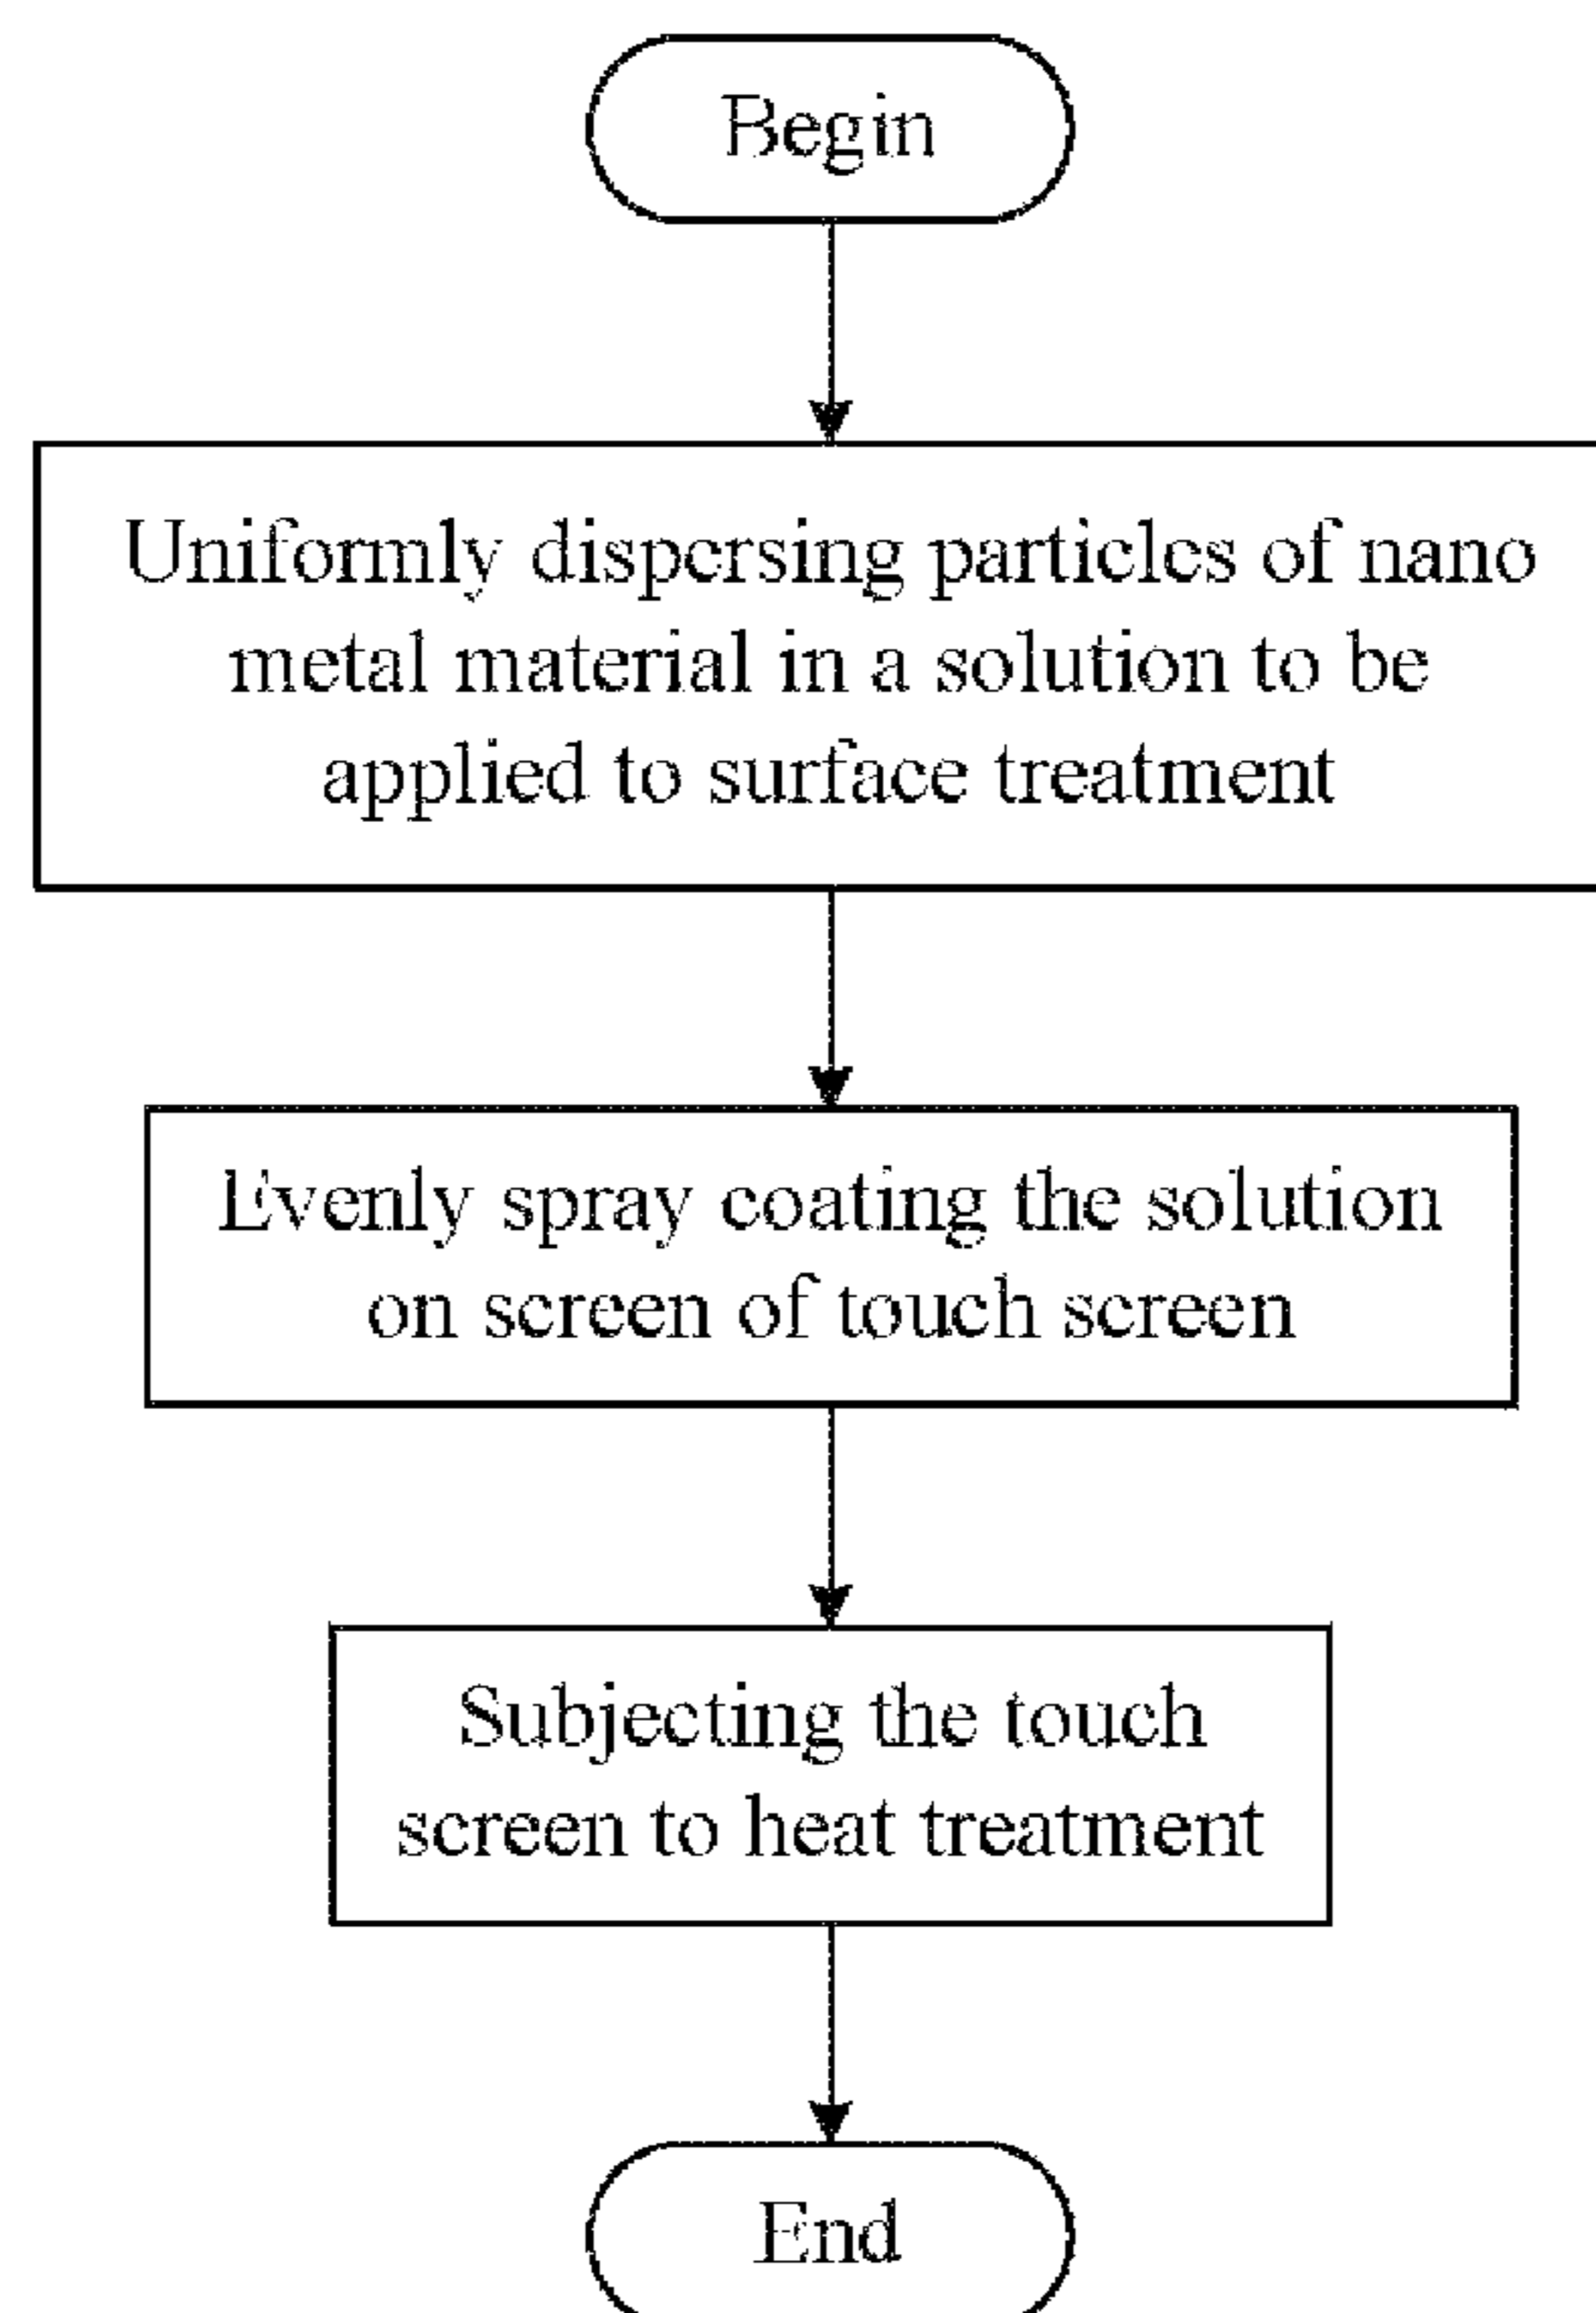 Begin
Uniformly dispersing particles of nano
metal material in a solution to be
applied to surface treatment
Evenly spray coating the solution
on screen of touch screen
Subjecting the touch
screen to heat treatment
End